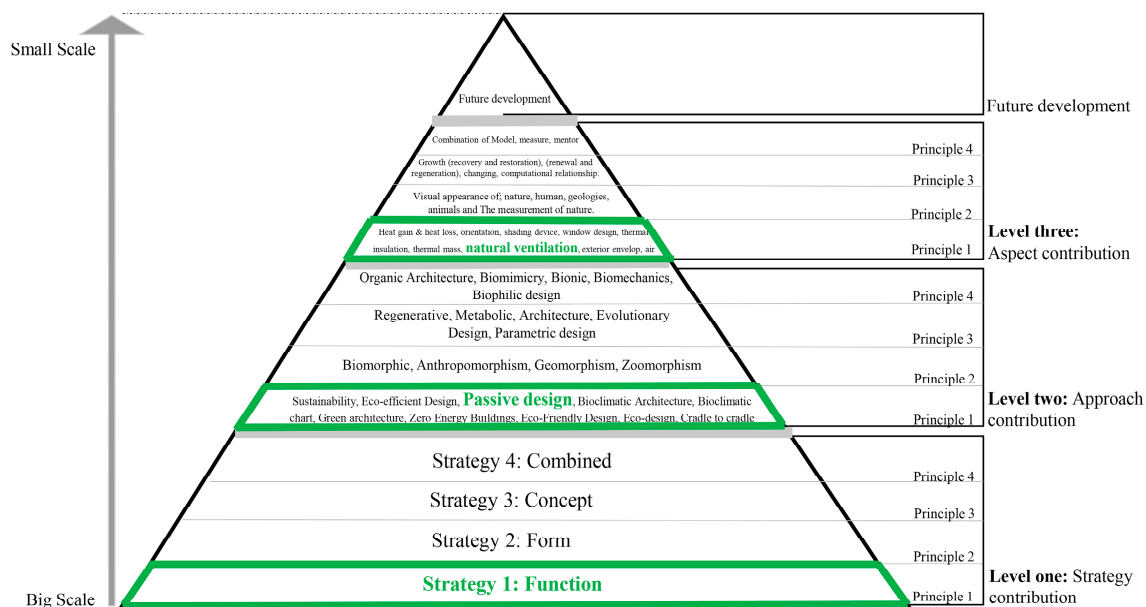 Small Scale
Future development
Future development
Combination of Model, measure, mentor
Principle 4
Growth (recovery and restoration), (renewal and
regeneration), changing, computational relationship.
Principle 3
Visual appearance of; nature, human, geologies,
animals and The measurement of nature.
Principle 2
Heat gain & heat loss, orientation, shading device, window design, thermal
insulation, thermal mass, natural ventilation, exterior envelop, air
Principle 1
Level three:
Aspect contribution
Organic Architecture, Biomimicry, Bionic, Biomechanics,
Biophilic design
Principle 4
Regenerative, Metabolic, Architecture, Evolutionary
Design, Parametric design
Principle 3
Biomorphic, Anthropomorphism, Geomorphism, Zoomorphism
Principle 2
Sustainability, Eco-efficient Design, Passive design, Bioclimatic Architecture, Bioclimatic
chart, Green architecture, Zero Energy Buildings, Eco-Friendly Design, Eco-design, Cradle to cradle
Principle 1
Level two: Approach
contribution
Strategy 4: Combined
Principle 4
Strategy 3: Concept
Principle 3
Strategy 2: Form
Principle 2
Strategy 1: Function
Principle 1
Level one: Strategy
contribution
Big Scale